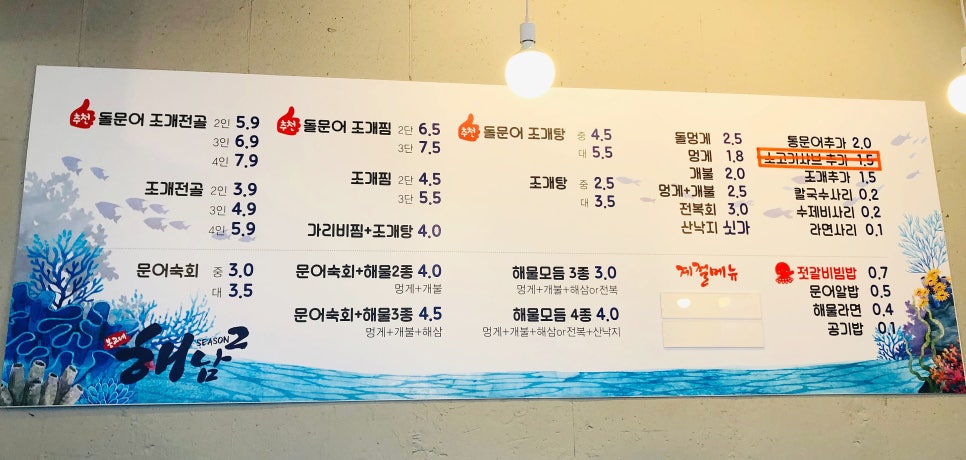 추천 돌문어 조개전골 2인 5.9
3인 6.9
4인 7.9
조개전골 2인 3.9
3인 4.9
4인 5.9
추천 돌문어 조개찜 2단 6.5
3단 7.5
조개찜 2단 4.5
3단 5.5
가리비찜+조개탕 4.0
추천 돌문어 조개탕 중 4.5
대 5.5
조개탕 중 2.5
대 3.5
돌멍게 2.5
멍게 1.8
개불 2.0
멍게+개불 2.5
전복회 3.0
산낙지 싯가
통문어추가 2.0
소고기샤브 추가 1.5
조개추가 1.5
칼국수사리 0.2
수제비사리 0.2
라면사리 0.1
문어숙회 중 3.0
대 3.5
문어숙회+해물2종 4.0
멍게+개불
문어숙회+해물3종 4.5
멍게+개불+해삼
해물모듬 3종 3.0
멍게+개불+해삼or전복
해물모듬 4종 4.0
멍게+개불+해삼or전복+산낙지
계절메뉴
젓갈비빔밥 0.7
문어알밥 0.5
해물라면 0.4
공기밥 0.1
해남 SEASON2